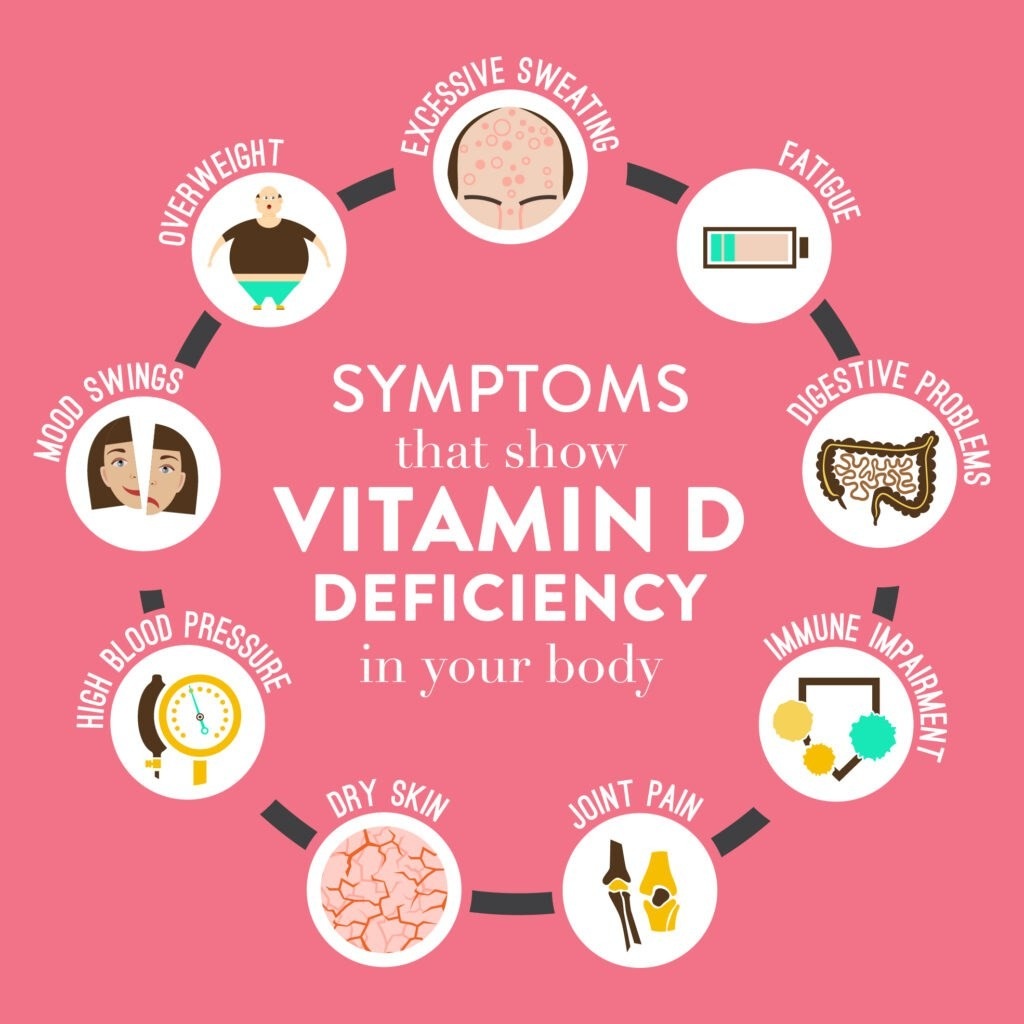 SYMPTOMS
that show
VITAMIN D
DEFICIENCY
in your body
EXCESSIVE SWEATING
FATIGUE
DIGESTIVE PROBLEMS
IMMUNE IMPAIRMENT
JOINT PAIN
DRY SKIN
HIGH BLOOD PRESSURE
MOOD SWINGS
OVERWEIGHT